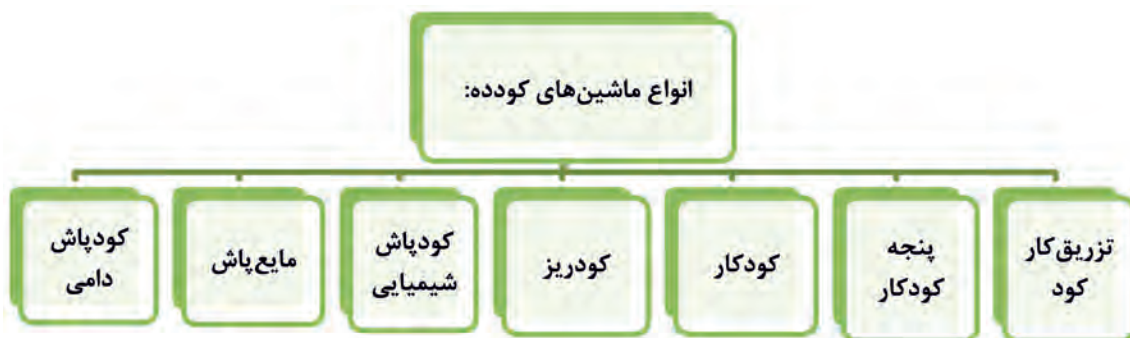 انواع ماشین‌های کودده:
تزریق‌کار
کود
پنجه
کودکار
کودکار
کودریز
کودپاش
شیمیایی
مایع‌پاش
کودپاش
دامی